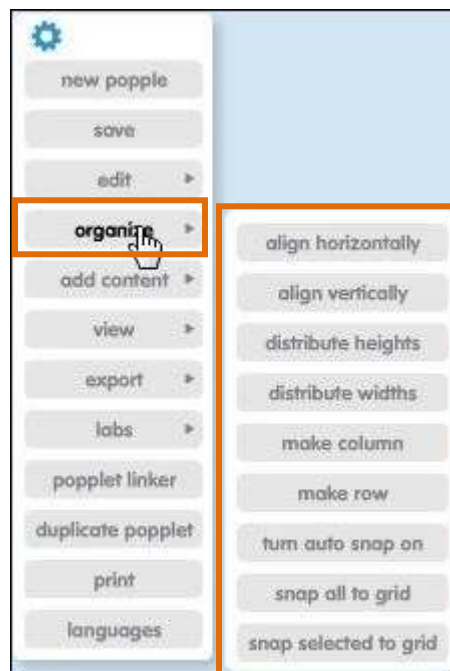 new popple
save
edit
organize
add content
view
export
labs
popplet linker
duplicate popplet
print
languages
align horizontally
align vertically
distribute heights
distribute widths
make column
make row
turn auto snap on
snap all to grid
snap selected to grid